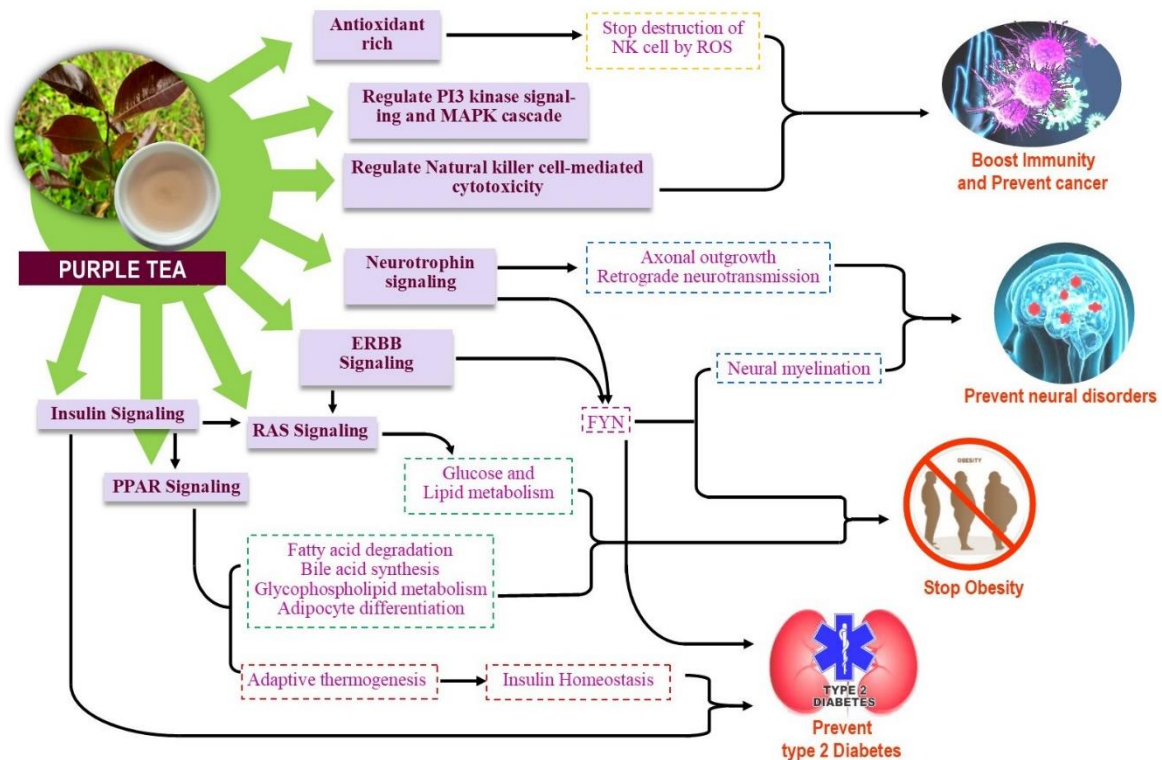 Antioxidant
rich
Stop destruction of
NK cell by ROS
Regulate PI3 kinase signal-
ing and MAPK cascade
Regulate Natural killer cell-mediated
cytotoxicity
Boost Immunity
and Prevent cancer
PURPLE TEA
Neurotrophin
signaling
Axonal outgrowth
Retrograde neurotransmission
ERBB
Signaling
Neural myelination
Prevent neural disorders
Insulin Signaling
RAS Signaling
FYN
PPAR Signaling
Glucose and
Lipid metabolism
OBESITY
Stop Obesity
Fatty acid degradation
Bile acid synthesis
Glycophospholipid metabolism
Adipocyte differentiation
Adaptive thermogenesis
Insulin Homeostasis
TYPE 2
DIABETES
Prevent
type 2 Diabetes